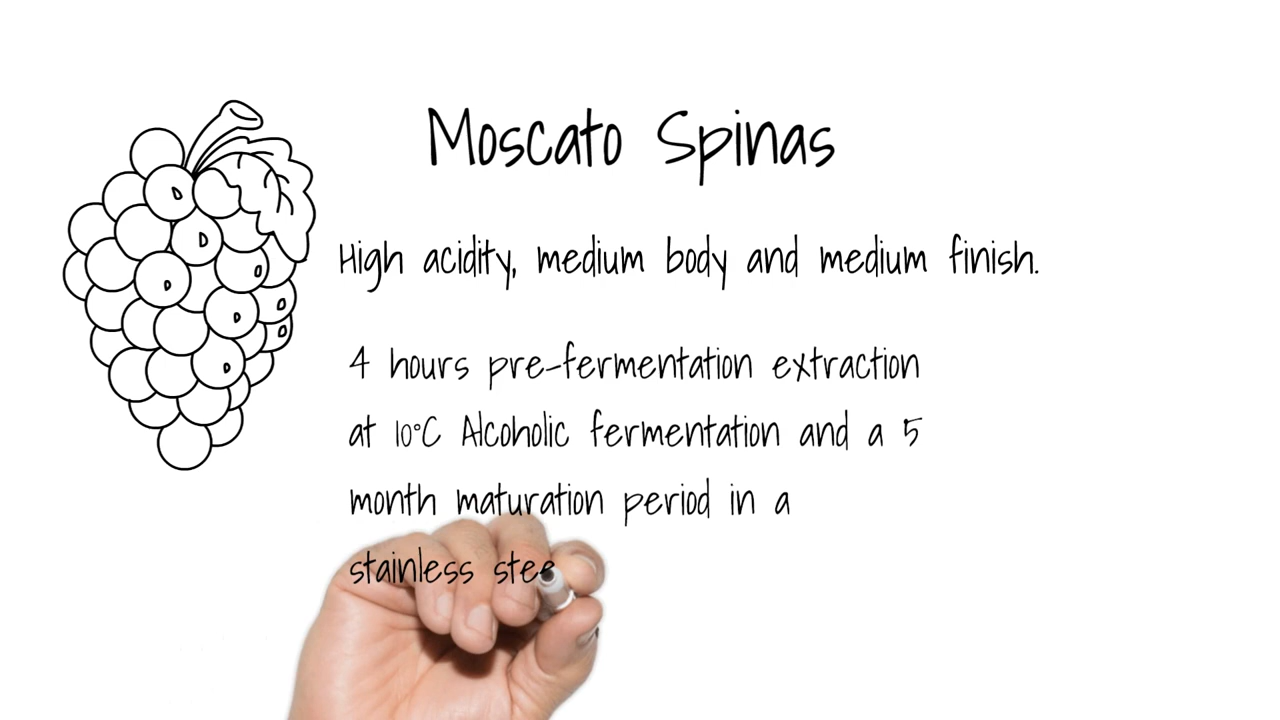 Moscato Spinas
High acidity, medium body and medium finish.
4 hours pre-fermentation extraction
at 10°C Alcoholic fermentation and a 5
month maturation period in a
stainless stee